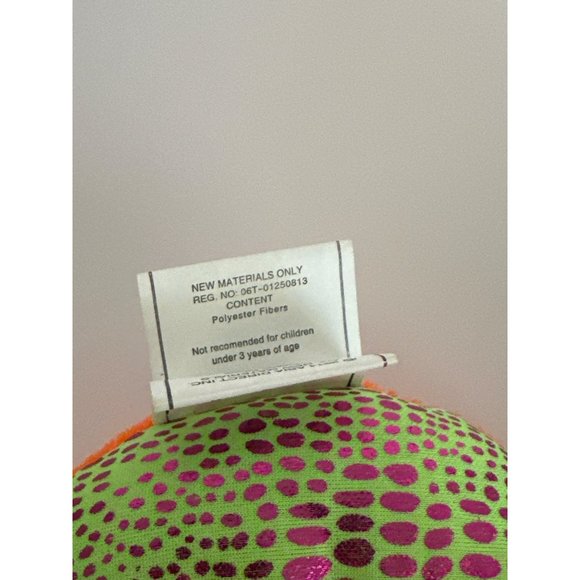 NEW MATERIALS ONLY
REG. NO: 06T-01250813
CONTENT
Polyester Fibers
Not recomended for children
under 3 years of age